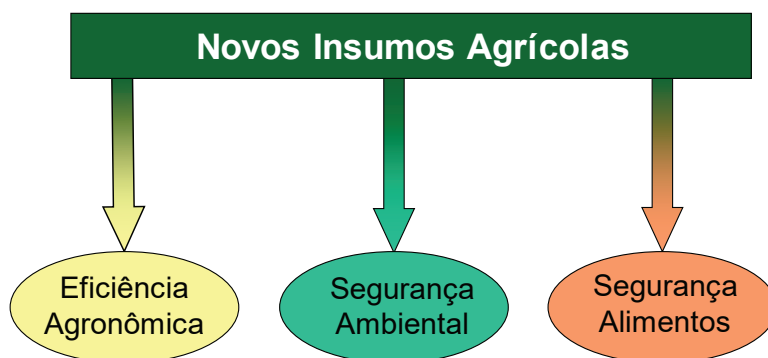 Novos Insumos Agrícolas
Eficiência
Agronômica
Segurança
Ambiental
Segurança
Alimentos